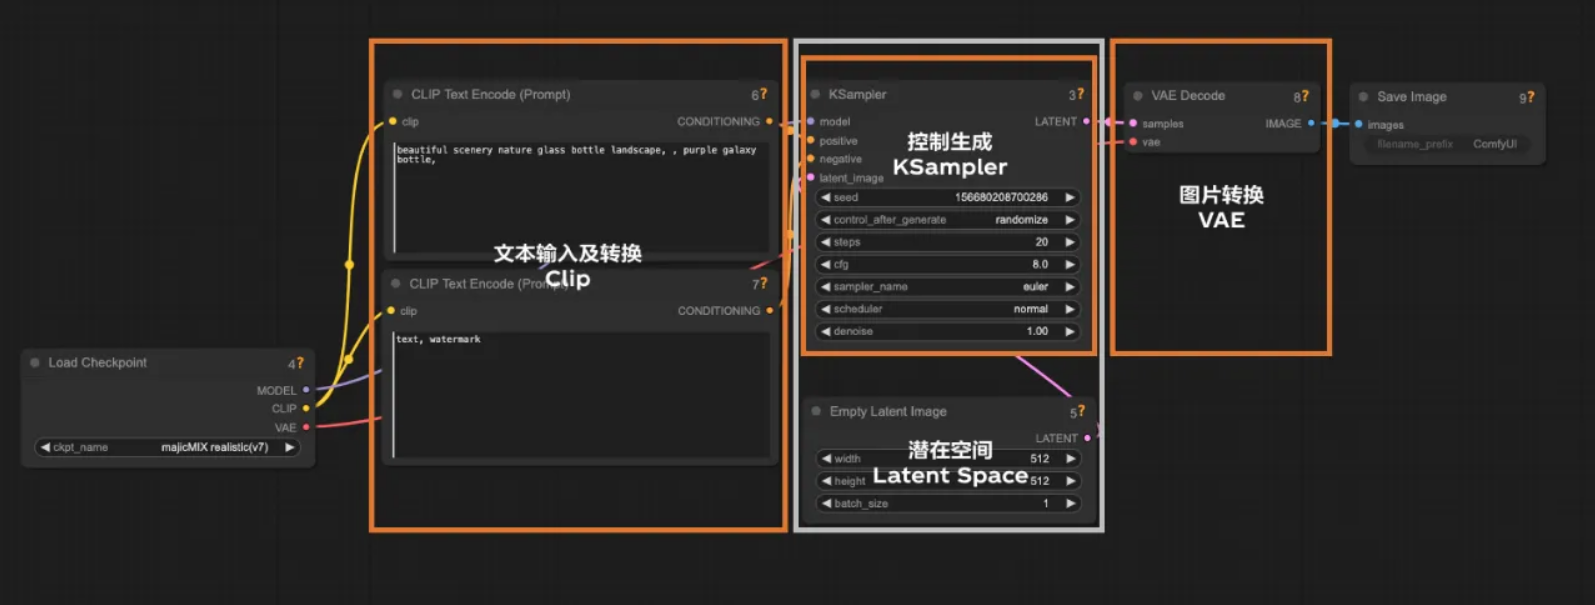 CLIP Text Encode (Prompt)
6?
clip
CONDITIONING
beautiful scenery nature glass bottle landscape, , purple galaxy
bottle,
文本输入及转换
Clip
CLIP Text Encode (Prompt)
7?
clip
CONDITIONING
text, watermark
Load Checkpoint
4?
MODEL
CLIP
VAE
ckpt_name
majicMIX realistic(v7)
KSampler
3?
model
LATENT
positive
negative
latent_image
控制生成
KSampler
seed
156680208700286
control_after_generate
randomize
steps
20
cfg
8.0
sampler_name
euler
scheduler
normal
denoise
1.00
Empty Latent Image
5?
LATENT
潜在空间
Latent Space
width
512
height
512
batch_size
1
VAE Decode
8?
samples
IMAGE
vae
图片转换
VAE
Save Image
9?
images
filename_prefix
ComfyUI